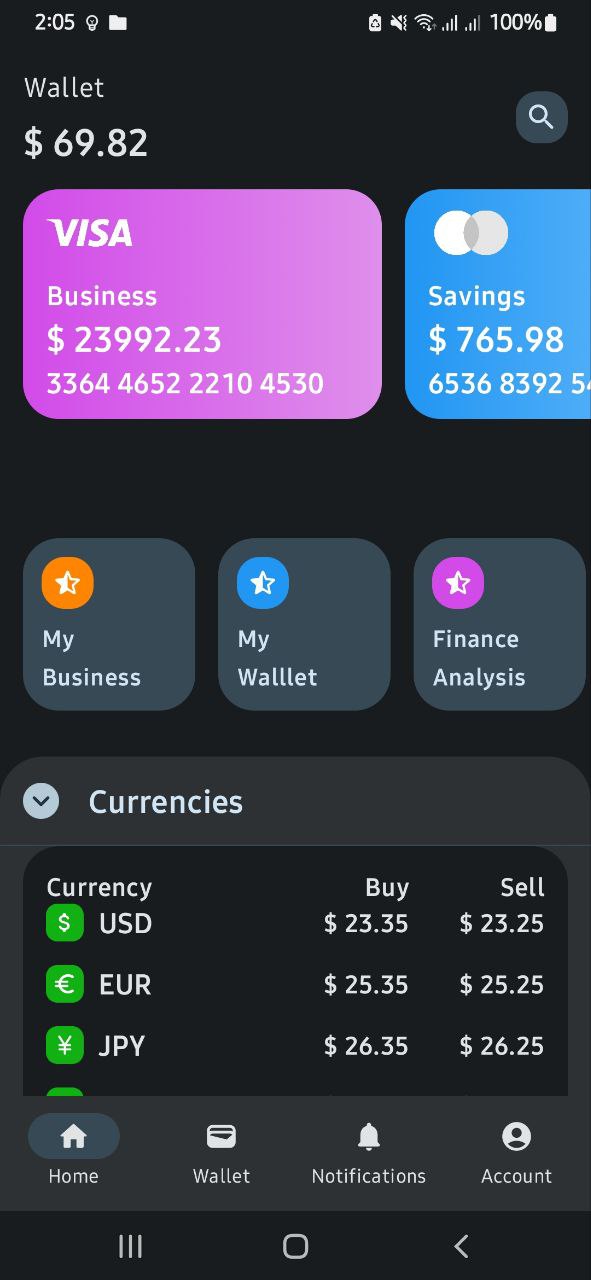 2:05 100%
Wallet
$ 69.82
VISA
Business
$ 23992.23
3364 4652 2210 4530
Savings
$ 765.98
6536 8392 5
My
Business
My
Walllet
Finance
Analysis
Currencies
Currency Buy Sell
$ USD $ 23.35 $ 23.25
€ EUR $ 25.35 $ 25.25
¥ JPY $ 26.35 $ 26.25
Home Wallet Notifications Account